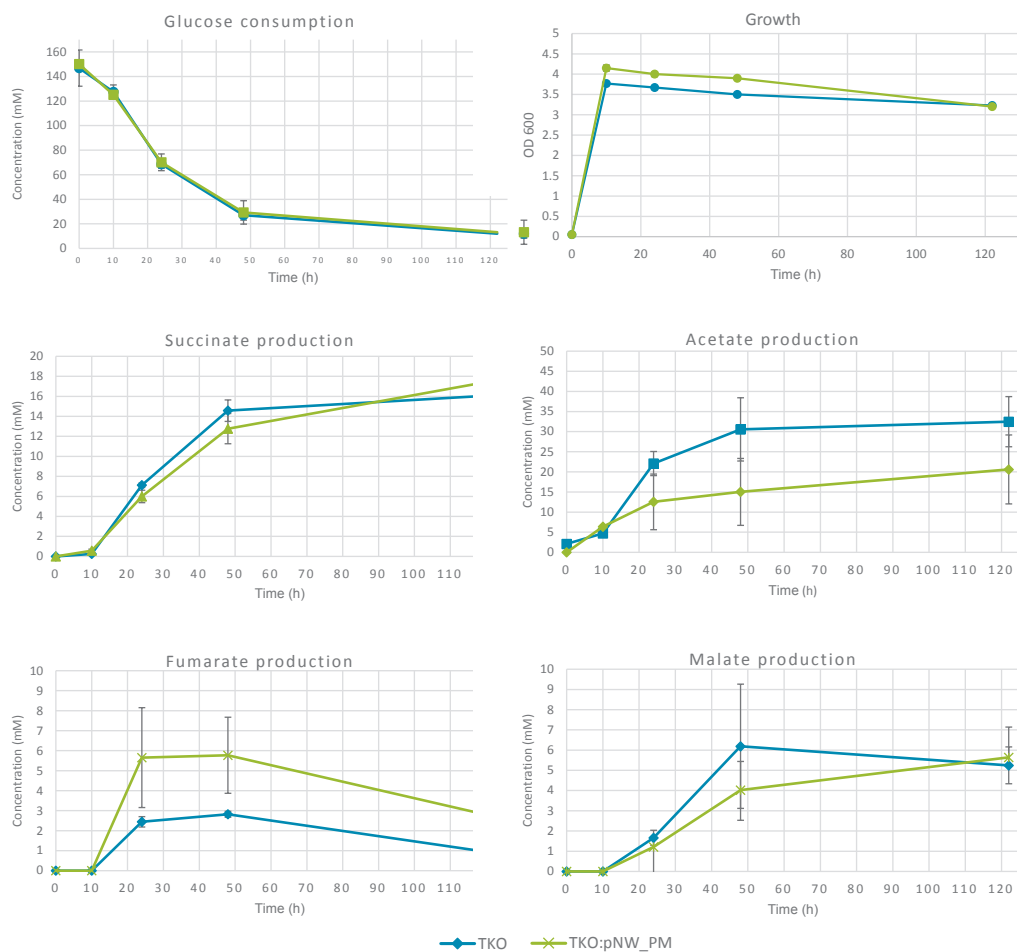 Glucose consumption
Concentration (mM)
160
140
120
100
80
60
40
20
0
0 10 20 30 40 50 60 70 80 90 100 110 120
Time (h)
Growth
OD 600
5
4.5
4
3.5
3
2.5
2
1.5
1
0.5
0
0 20 40 60 80 100 120
Time (h)
Succinate production
Concentration (mM)
20
18
16
14
12
10
8
6
4
2
0
0 10 20 30 40 50 60 70 80 90 100 110
Time (h)
Acetate production
Concentration (mM)
50
45
40
35
30
25
20
15
10
5
0
0 10 20 30 40 50 60 70 80 90 100 110 120
Time (h)
Fumarate production
Concentration (mM)
10
9
8
7
6
5
4
3
2
1
0
0 10 20 30 40 50 60 70 80 90 100 110
Time (h)
Malate production
Concentration (mM)
10
9
8
7
6
5
4
3
2
1
0
0 10 20 30 40 50 60 70 80 90 100 110 120
Time (h)
TKO TKO:pNW_PM